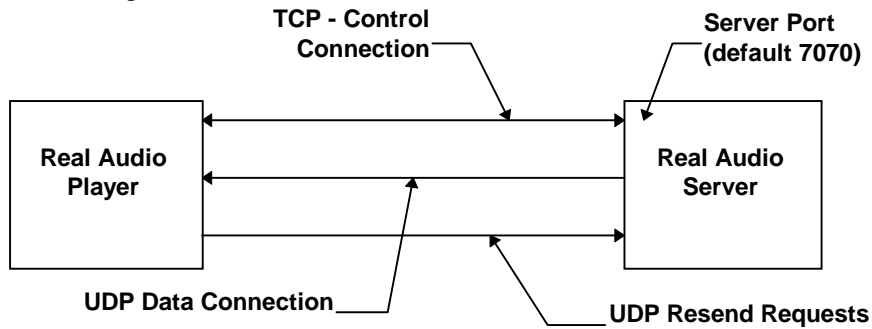 TCP - Control
Connection
Server Port
(default 7070)
Real Audio
Player
Real Audio
Server
UDP Data Connection
UDP Resend Requests